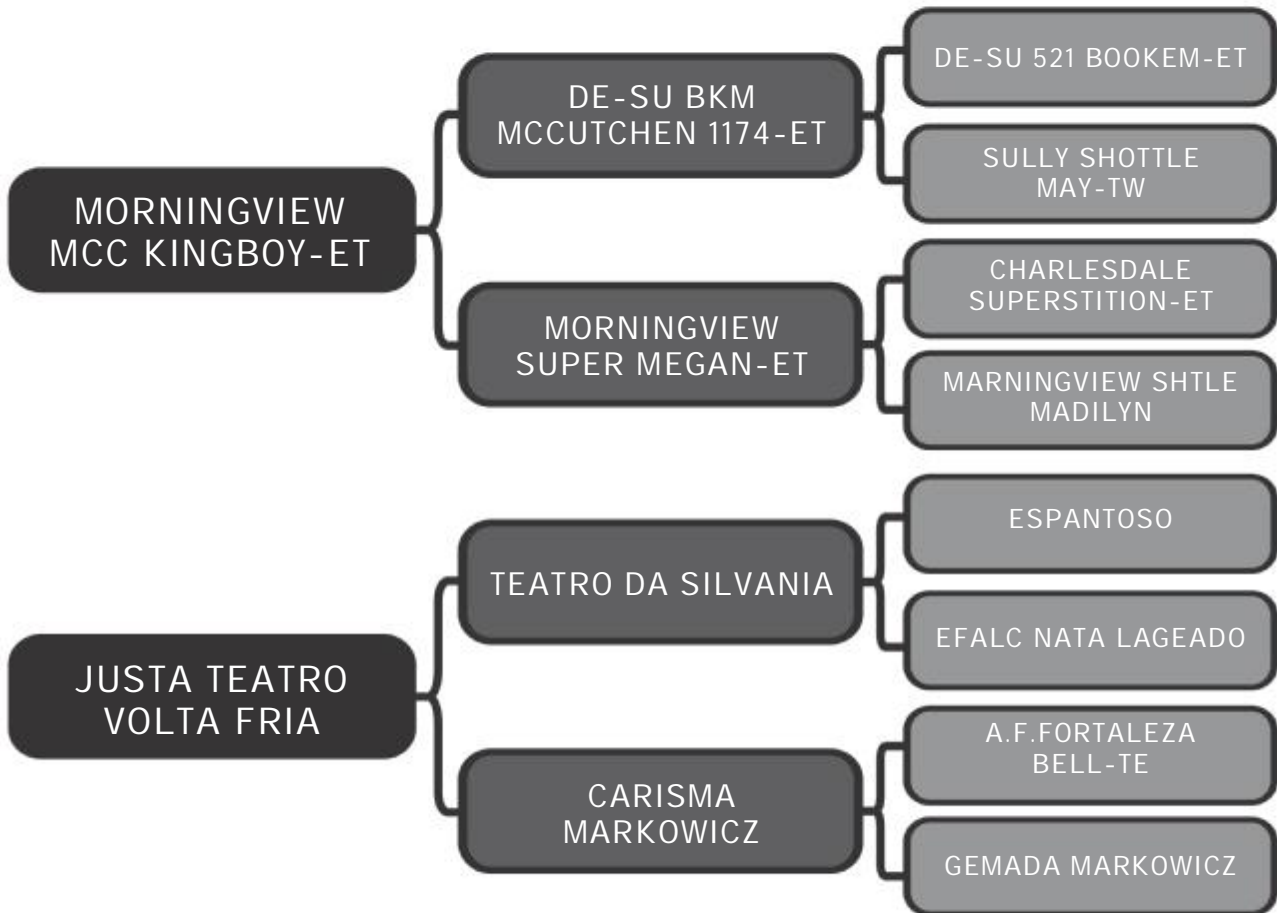 MORNINGVIEW
MCC KINGBOY-ET
DE-SU BKM
MCCUTCHEN 1174-ET
DE-SU 521 BOOKEM-ET
SULLY SHOTTLE
MAY-TW
MORNINGVIEW
SUPER MEGAN-ET
CHARLESDALE
SUPERSTITION-ET
MARNINGVIEW SHTLE
MADILYN
JUSTA TEATRO
VOLTA FRIA
TEATRO DA SILVANIA
ESPANTOSO
EFALC NATA LAGEADO
CARISMA
MARKOWICZ
A.F.FORTALEZA
BELL-TE
GEMADA MARKOWICZ